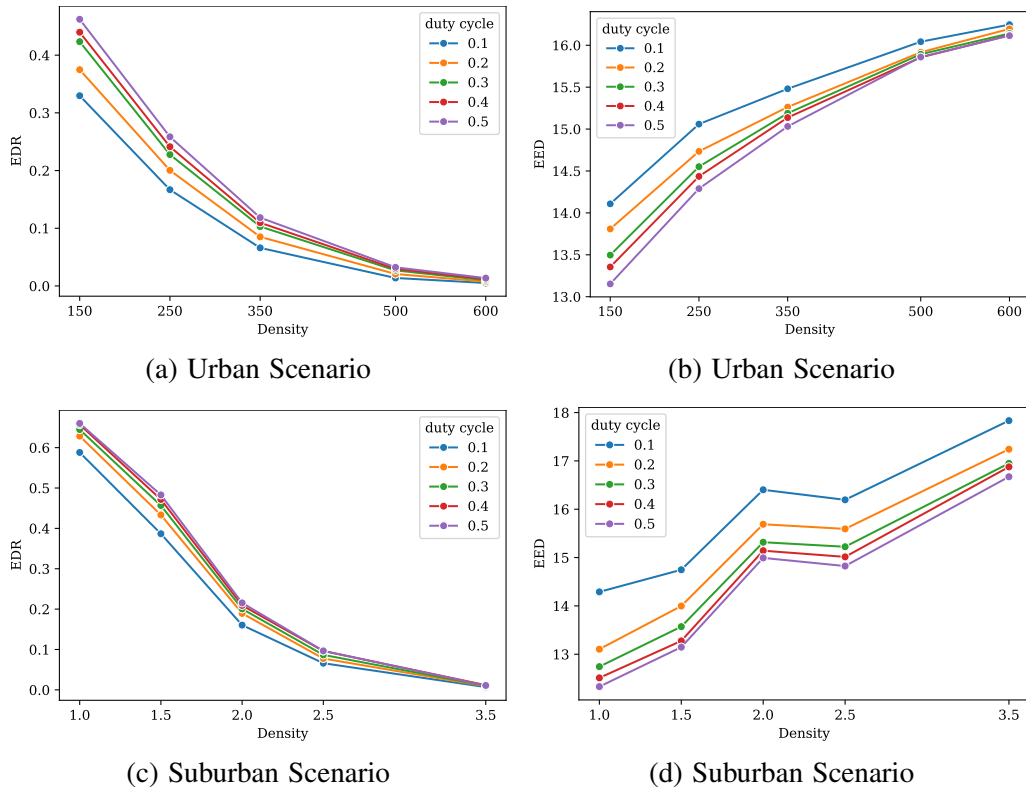 duty cycle
0.1
0.2
0.3
0.4
0.5
EDR
0.4
0.3
0.2
0.1
0.0
150 250 350 500 600
Density
(a) Urban Scenario
duty cycle
0.1
0.2
0.3
0.4
0.5
EED
16.0
15.5
15.0
14.5
14.0
13.5
13.0
150 250 350 500 600
Density
(b) Urban Scenario
duty cycle
0.1
0.2
0.3
0.4
0.5
EDR
0.6
0.5
0.4
0.3
0.2
0.1
0.0
1.0 1.5 2.0 2.5 3.5
Density
(c) Suburban Scenario
duty cycle
0.1
0.2
0.3
0.4
0.5
EED
18
17
16
15
14
13
1.0 1.5 2.0 2.5 3.5
Density
(d) Suburban Scenario